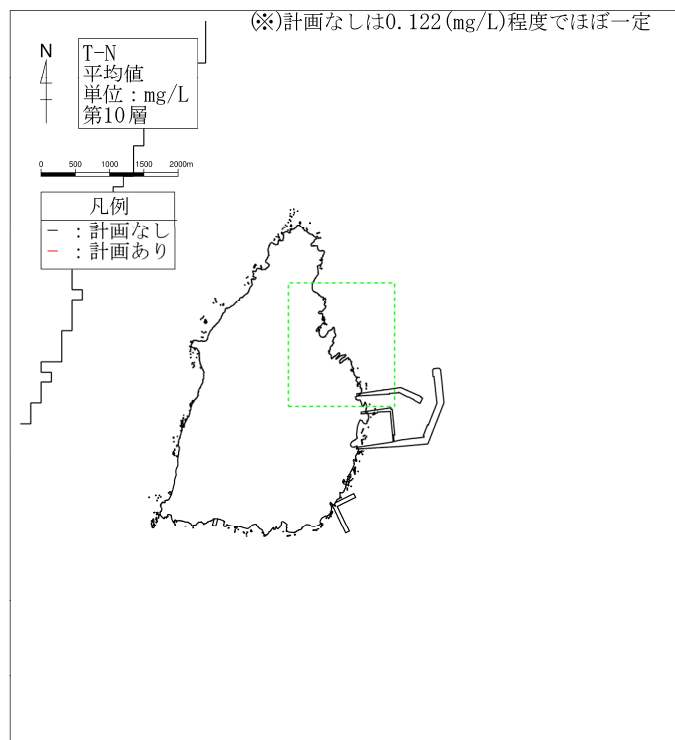 (※)計画なしは0.122(mg/L)程度でほぼ一定
N
T-N
平均値
単位：mg/L
第10層
0 500 1000 2000m
凡例
− ：計画なし
− ：計画あり